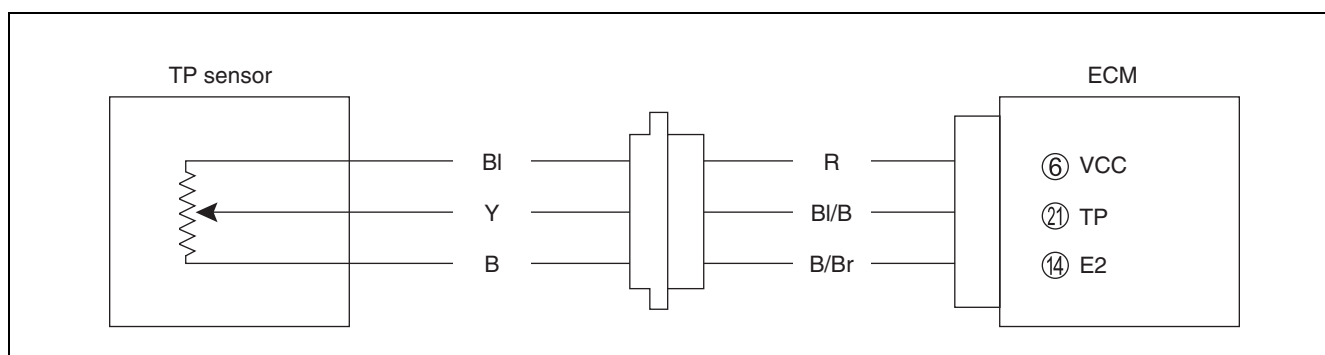 TP sensor
ECM
Bl R ⑥ VCC
Y Bl/B ㉑ TP
B B/Br ⑭ E2